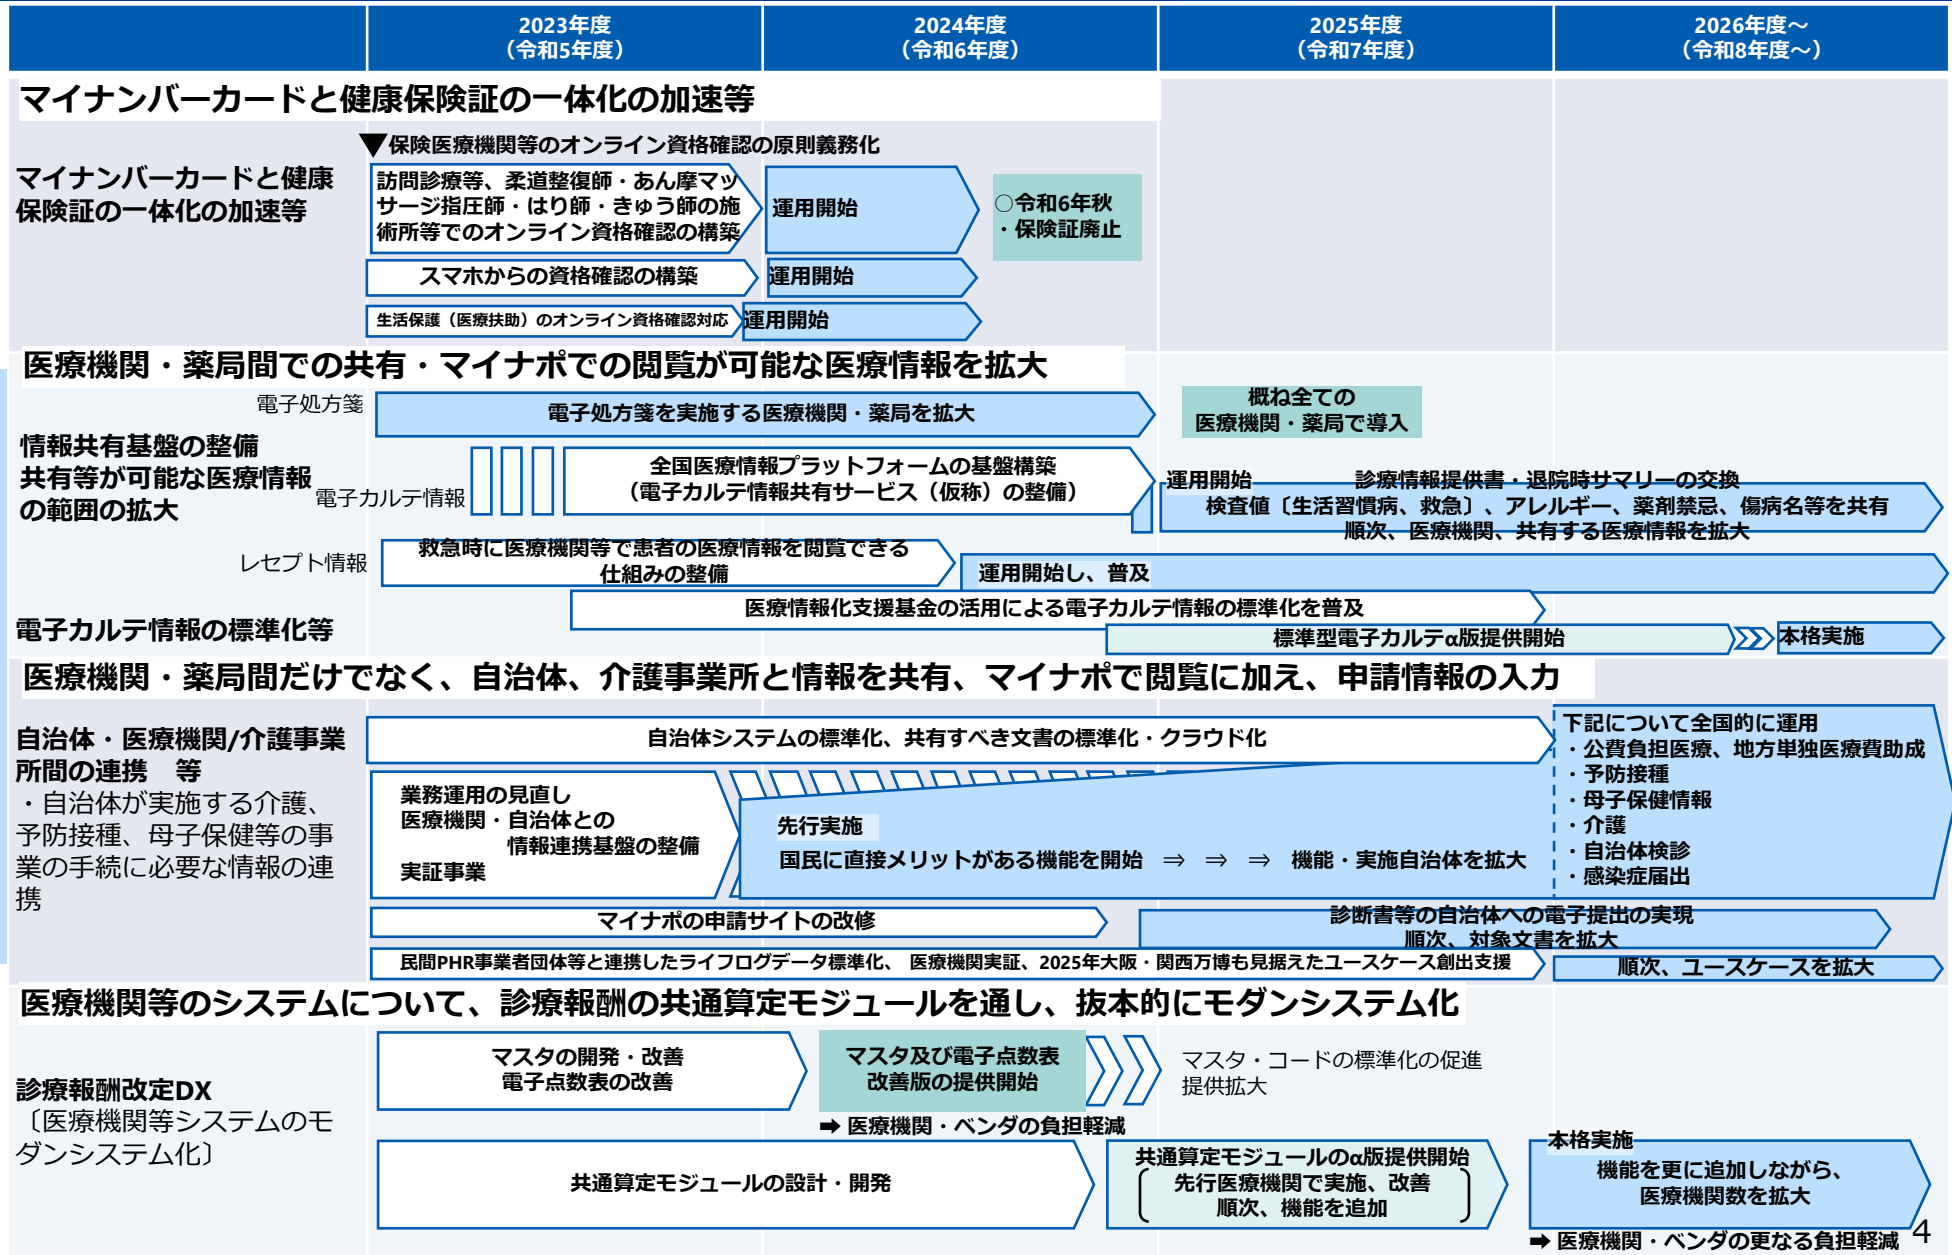 2023年度
（令和5年度）
2024年度
（令和6年度）
2025年度
（令和7年度）
2026年度～
（令和8年度～）
マイナンバーカードと健康保険証の一体化の加速等
マイナンバーカードと健康
保険証の一体化の加速等
▼保険医療機関等のオンライン資格確認の原則義務化
訪問診療等、柔道整復師・あん摩マッ
サージ指圧師・はり師・きゅう師の施
術所等でのオンライン資格確認の構築
運用開始
○令和6年秋
・保険証廃止
スマホからの資格確認の構築
運用開始
生活保護（医療扶助）のオンライン資格確認対応
運用開始
医療機関・薬局間での共有・マイナポでの閲覧が可能な医療情報を拡大
情報共有基盤の整備
共有等が可能な医療情報
の範囲の拡大
電子処方箋
電子処方箋を実施する医療機関・薬局を拡大
概ね全ての
医療機関・薬局で導入
電子カルテ情報
全国医療情報プラットフォームの基盤構築
（電子カルテ情報共有サービス（仮称）の整備）
運用開始
診療情報提供書・退院時サマリーの交換
検査値〔生活習慣病、救急〕、アレルギー、薬剤禁忌、傷病名等を共有
順次、医療機関、共有する医療情報を拡大
レセプト情報
救急時に医療機関等で患者の医療情報を閲覧できる
仕組みの整備
運用開始し、普及
電子カルテ情報の標準化等
医療情報化支援基金の活用による電子カルテ情報の標準化を普及
標準型電子カルテα版提供開始
本格実施
医療機関・薬局間だけでなく、自治体、介護事業所と情報を共有、マイナポで閲覧に加え、申請情報の入力
自治体・医療機関/介護事業
所間の連携　等
・自治体が実施する介護、
予防接種、母子保健等の事
業の手続に必要な情報の連
携
自治体システムの標準化、共有すべき文書の標準化・クラウド化
業務運用の見直し
医療機関・自治体との
情報連携基盤の整備
実証事業
先行実施
国民に直接メリットがある機能を開始　⇒　⇒　⇒　機能・実施自治体を拡大
下記について全国的に運用
・公費負担医療、地方単独医療費助成
・予防接種
・母子保健情報
・介護
・自治体検診
・感染症届出
マイナポの申請サイトの改修
診断書等の自治体への電子提出の実現
順次、対象文書を拡大
民間PHR事業者団体等と連携したライフログデータ標準化、 医療機関実証、2025年大阪・関西万博も見据えたユースケース創出支援
順次、ユースケースを拡大
医療機関等のシステムについて、診療報酬の共通算定モジュールを通し、抜本的にモダンシステム化
診療報酬改定DX
〔医療機関等システムのモ
ダンシステム化〕
マスタの開発・改善
電子点数表の改善
マスタ及び電子点数表
改善版の提供開始
マスタ・コードの標準化の促進
提供拡大
➡ 医療機関・ベンダの負担軽減
共通算定モジュールの設計・開発
共通算定モジュールのα版提供開始
先行医療機関で実施、改善
順次、機能を追加
本格実施
機能を更に追加しながら、
医療機関数を拡大
➡ 医療機関・ベンダの更なる負担軽減
4